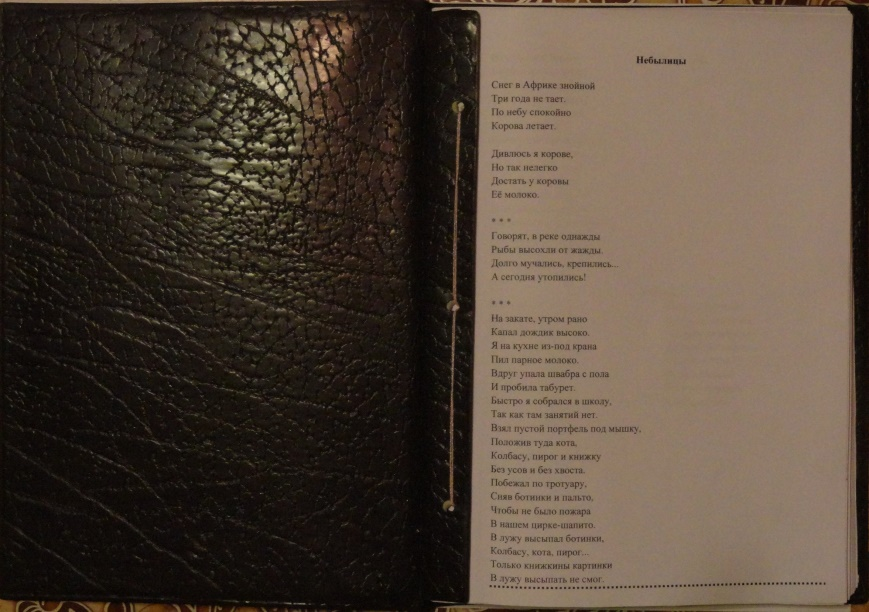 Небылицы
Снег в Африке знойной
Три года не тает.
По небу спокойно
Корова летает.
Дивлюсь я корове,
Но так нелегко
Достать у коровы
Её молоко.
* * *
Говорят, в реке однажды
Рыбы высохли от жажды.
Долго мучались, крепились...
А сегодня утопились!
* * *
На закате, утром рано
Капал дождик высоко.
Я на кухне из-под крана
Пил парное молоко.
Вдруг упала швабра с пола
И пробила табурет.
Быстро я собрался в школу,
Так как там занятий нет.
Взял пустой портфель под мышку,
Положив туда кота,
Колбасу, пирог и книжку
Без усов и без хвоста.
Побежал по тротуару,
Сняв ботинки и пальто,
Чтобы не было пожара
В нашем цирке-шапито.
В лужу высыпал ботинки,
Колбасу, кота, пирог...
Только книжкины картинки
В лужу высыпать не смог.